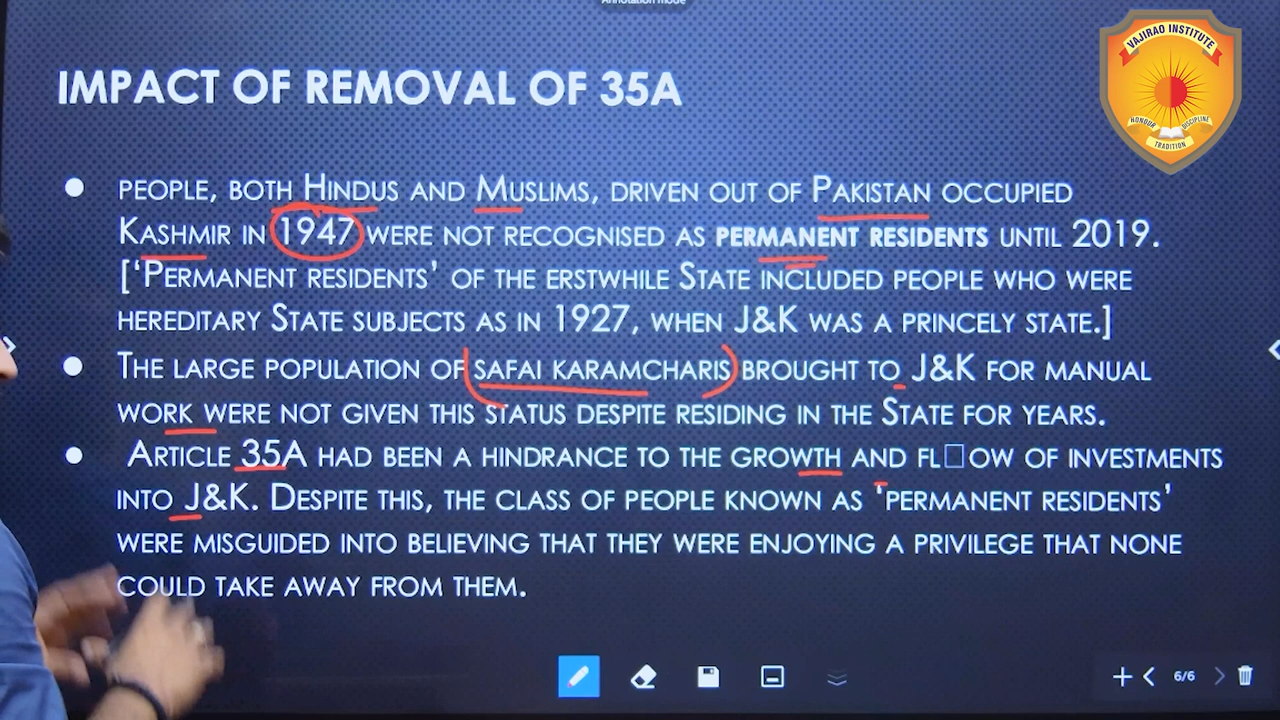 Annotation mode
VAJIRAO INSTITUTE
HONOUR
DISCIPLINE
TRADITION
IMPACT OF REMOVAL OF 35A
● PEOPLE, BOTH HINDUS AND MUSLIMS, DRIVEN OUT OF PAKISTAN OCCUPIED
KASHMIR IN 1947 WERE NOT RECOGNISED AS PERMANENT RESIDENTS UNTIL 2019.
['PERMANENT RESIDENTS' OF THE ERSTWHILE STATE INCLUDED PEOPLE WHO WERE
HEREDITARY STATE SUBJECTS AS IN 1927, WHEN J&K WAS A PRINCELY STATE.]
● THE LARGE POPULATION OF SAFAI KARAMCHARIS BROUGHT TO J&K FOR MANUAL
WORK WERE NOT GIVEN THIS STATUS DESPITE RESIDING IN THE STATE FOR YEARS.
● ARTICLE 35A HAD BEEN A HINDRANCE TO THE GROWTH AND FL□OW OF INVESTMENTS
INTO J&K. DESPITE THIS, THE CLASS OF PEOPLE KNOWN AS 'PERMANENT RESIDENTS'
WERE MISGUIDED INTO BELIEVING THAT THEY WERE ENJOYING A PRIVILEGE THAT NONE
COULD TAKE AWAY FROM THEM.
6/6